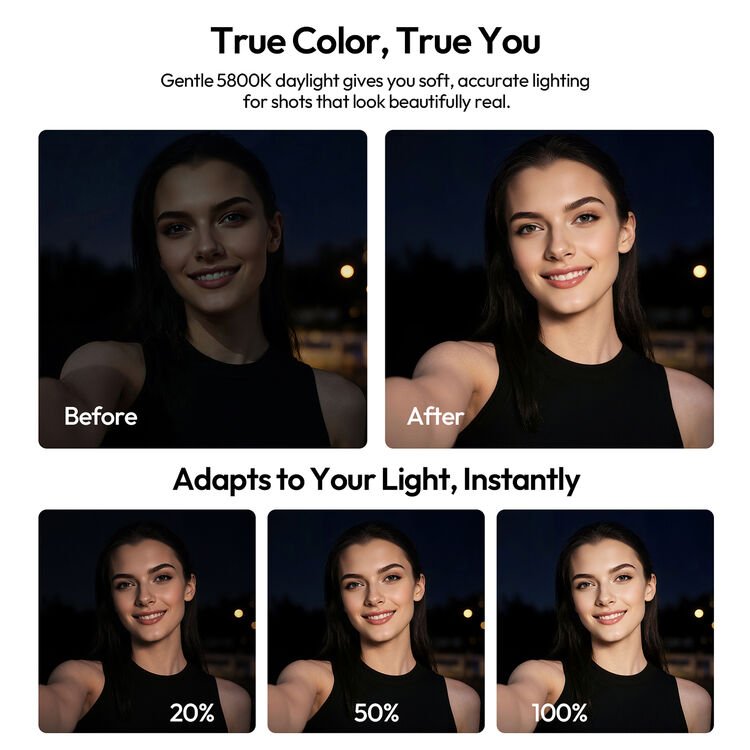 True Color, True You
Gentle 5800K daylight gives you soft, accurate lighting
for shots that look beautifully real.
Before
After
Adapts to Your Light, Instantly
20%
50%
100%